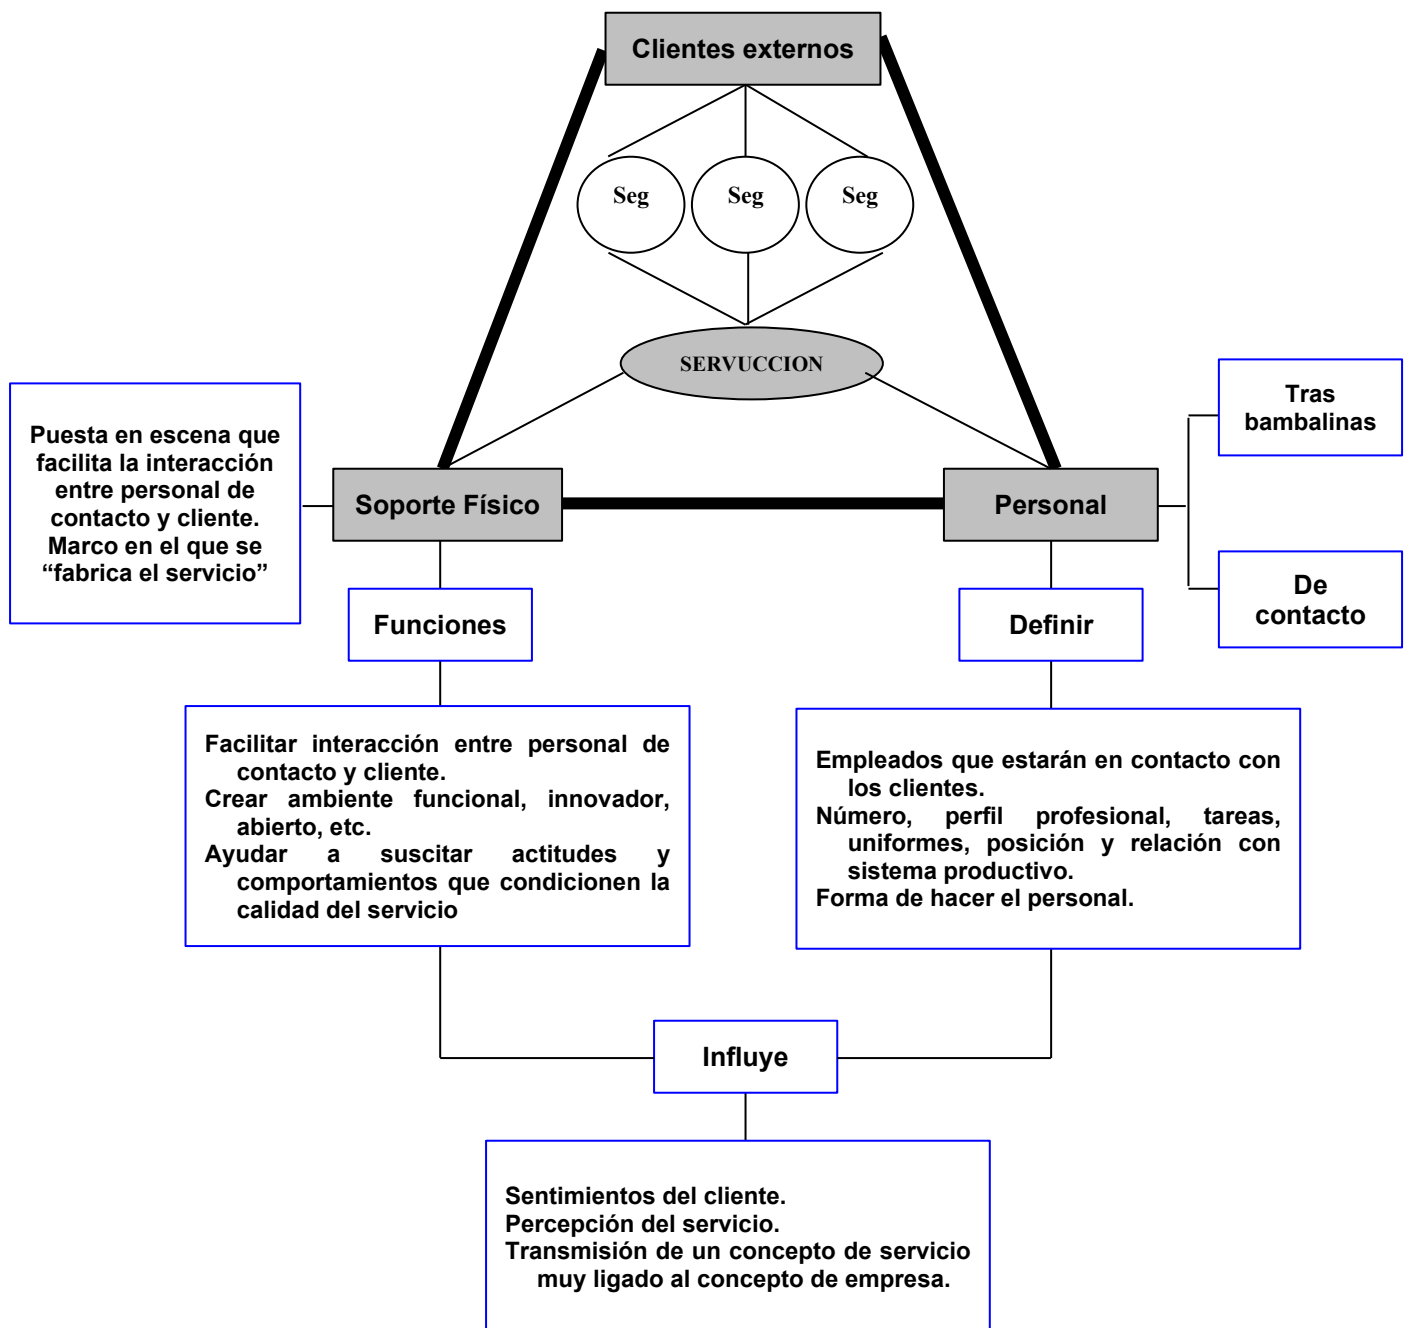 Clientes externos
Seg
Seg
Seg
SERVUCCION
Tras
bambalinas
Puesta en escena que
facilita la interacción
entre personal de
contacto y cliente.
Marco en el que se
“fabrica el servicio”
Soporte Físico
Personal
De
contacto
Funciones
Definir
Facilitar interacción entre personal de
contacto y cliente.
Crear ambiente funcional, innovador,
abierto, etc.
Ayudar a suscitar actitudes y
comportamientos que condicionen la
calidad del servicio
Empleados que estarán en contacto con
los clientes.
Número, perfil profesional, tareas,
uniformes, posición y relación con
sistema productivo.
Forma de hacer el personal.
Influye
Sentimientos del cliente.
Percepción del servicio.
Transmisión de un concepto de servicio
muy ligado al concepto de empresa.